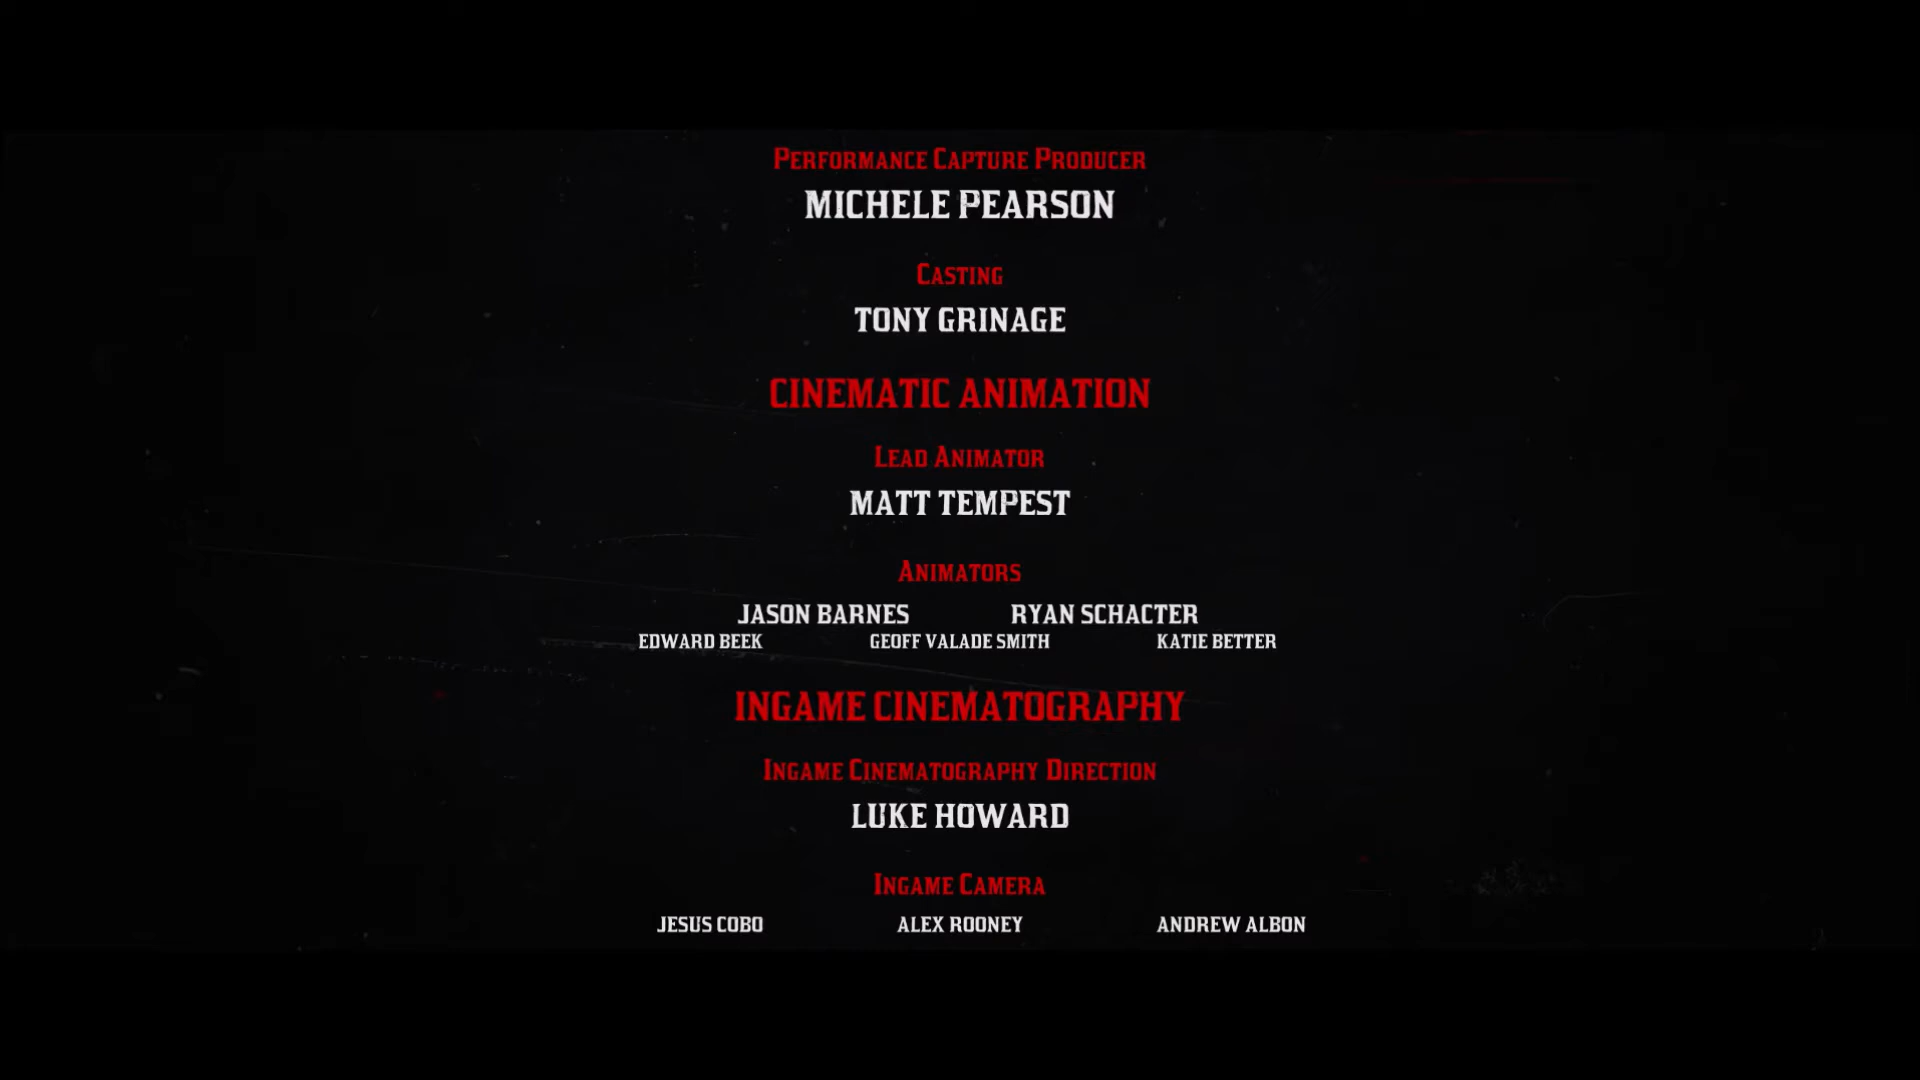 Performance Capture Producer
MICHELE PEARSON
Casting
TONY GRINAGE
CINEMATIC ANIMATION
Lead Animator
MATT TEMPEST
Animators
JASON BARNES RYAN SCHACTER
EDWARD BEEK GEOFF VALADE SMITH KATIE BETTER
INGAME CINEMATOGRAPHY
Ingame Cinematography Direction
LUKE HOWARD
Ingame Camera
JESUS COBO ALEX ROONEY ANDREW ALBON